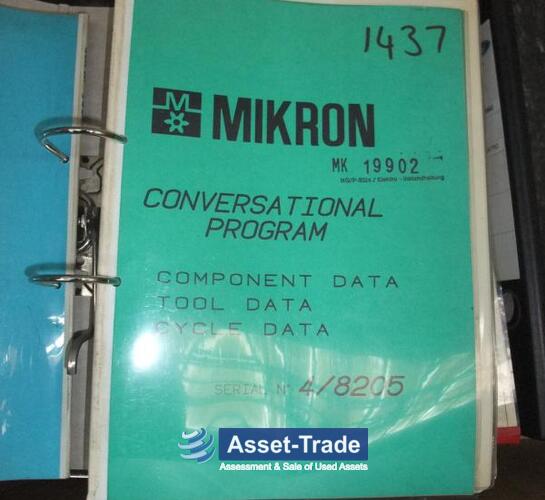 1437
M
MIKRON
MK 19902
CONVERSATIONAL
PROGRAM
COMPONENT DATA
TOOL DATA
CYCLE DATA
SERIAL N° 4/8205
Asset-Trade
Assessment & Sale of Used Assets